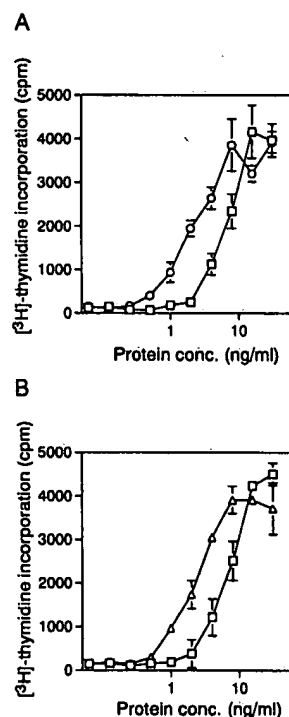 A
[³H]-thymidine incorporation (cpm)
5000
4000
3000
2000
1000
0
1
10
Protein conc. (ng/ml)
B
[³H]-thymidine incorporation (cpm)
5000
4000
3000
2000
1000
0
1
10
Protein conc. (ng/ml)